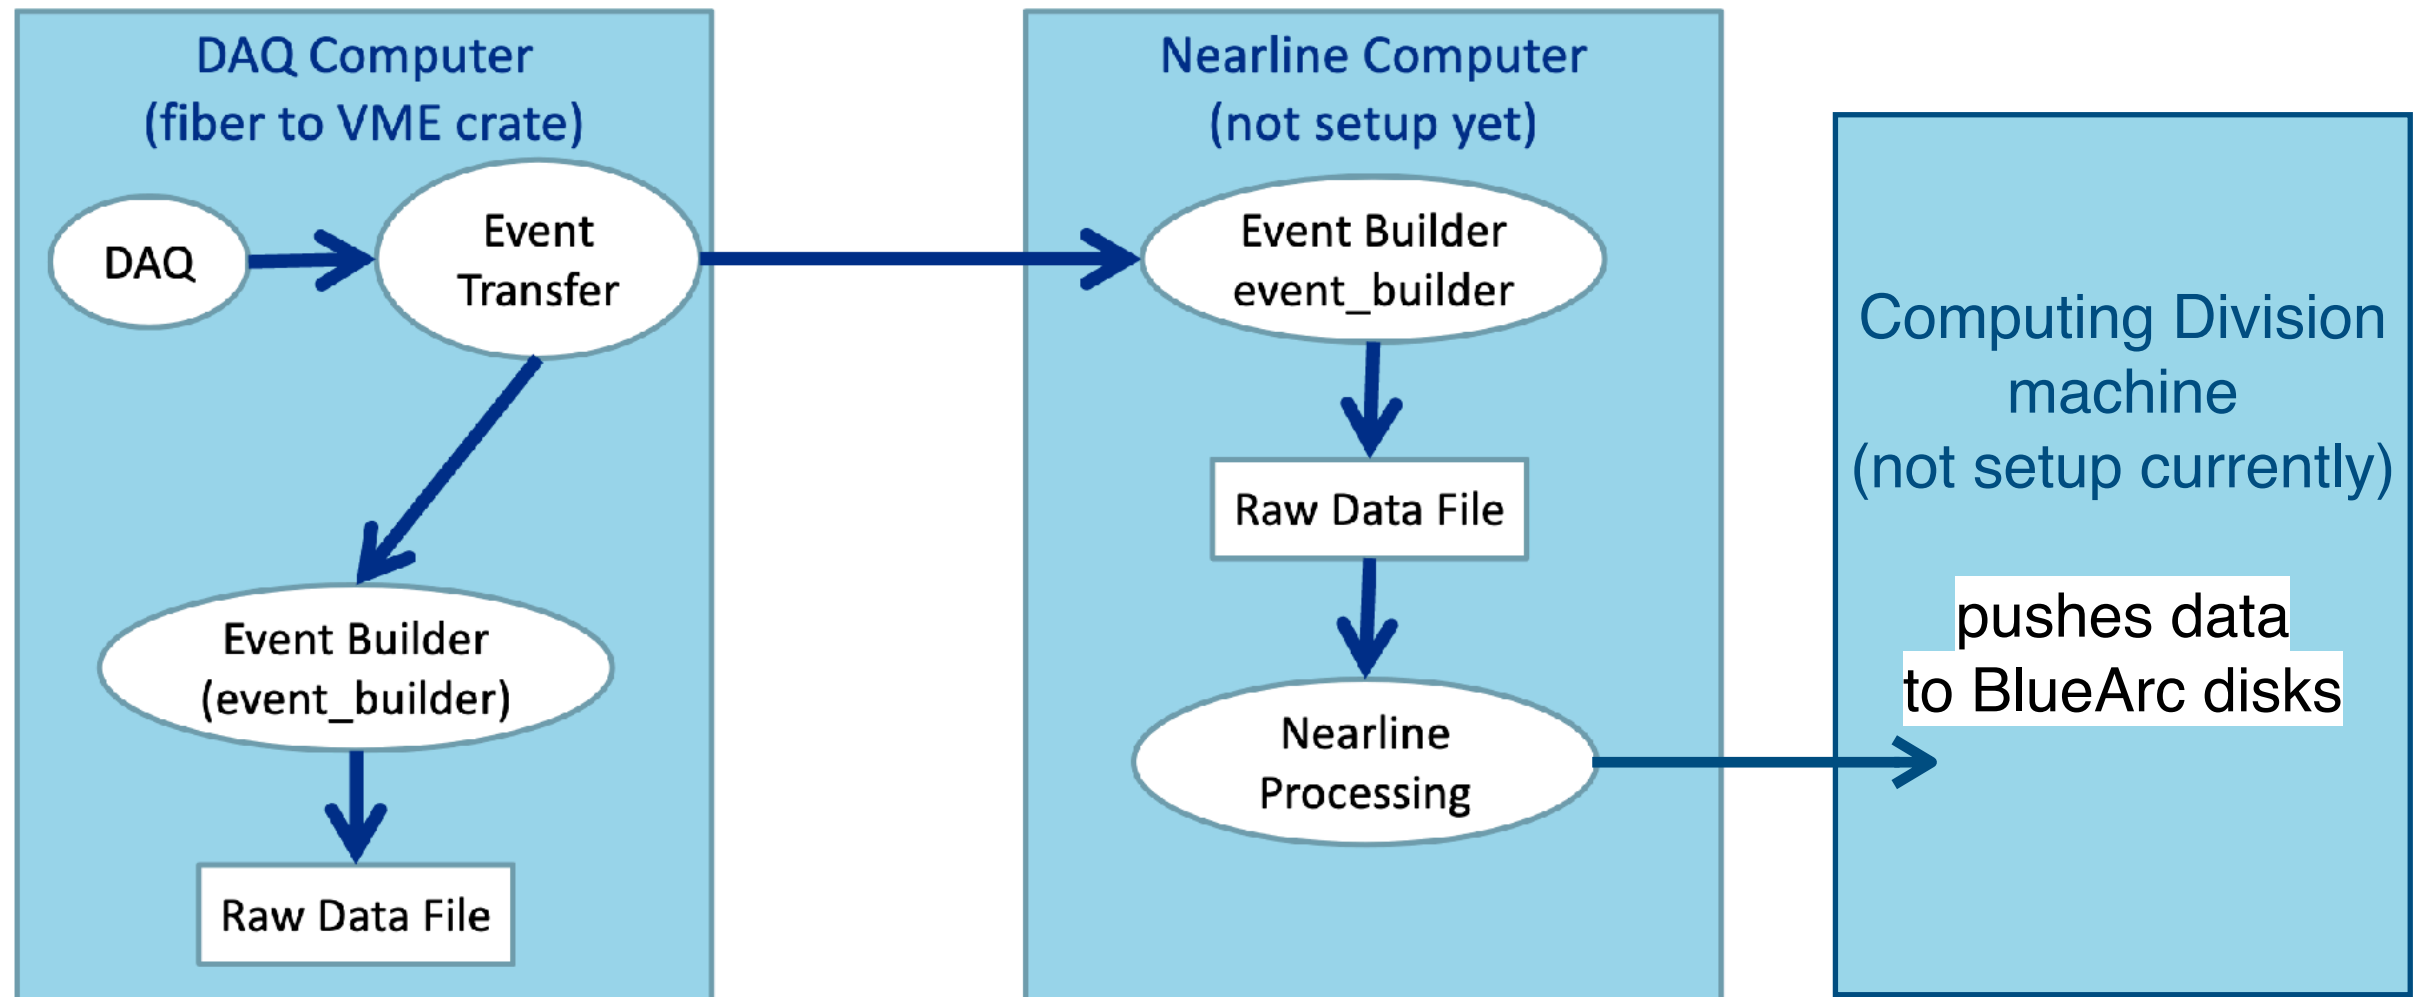 DAQ Computer
(fiber to VME crate)
DAQ
Event
Transfer
Event Builder
(event_builder)
Raw Data File
Nearline Computer
(not setup yet)
Event Builder
event_builder
Raw Data File
Nearline
Processing
Computing Division
machine
(not setup currently)
pushes data
to BlueArc disks